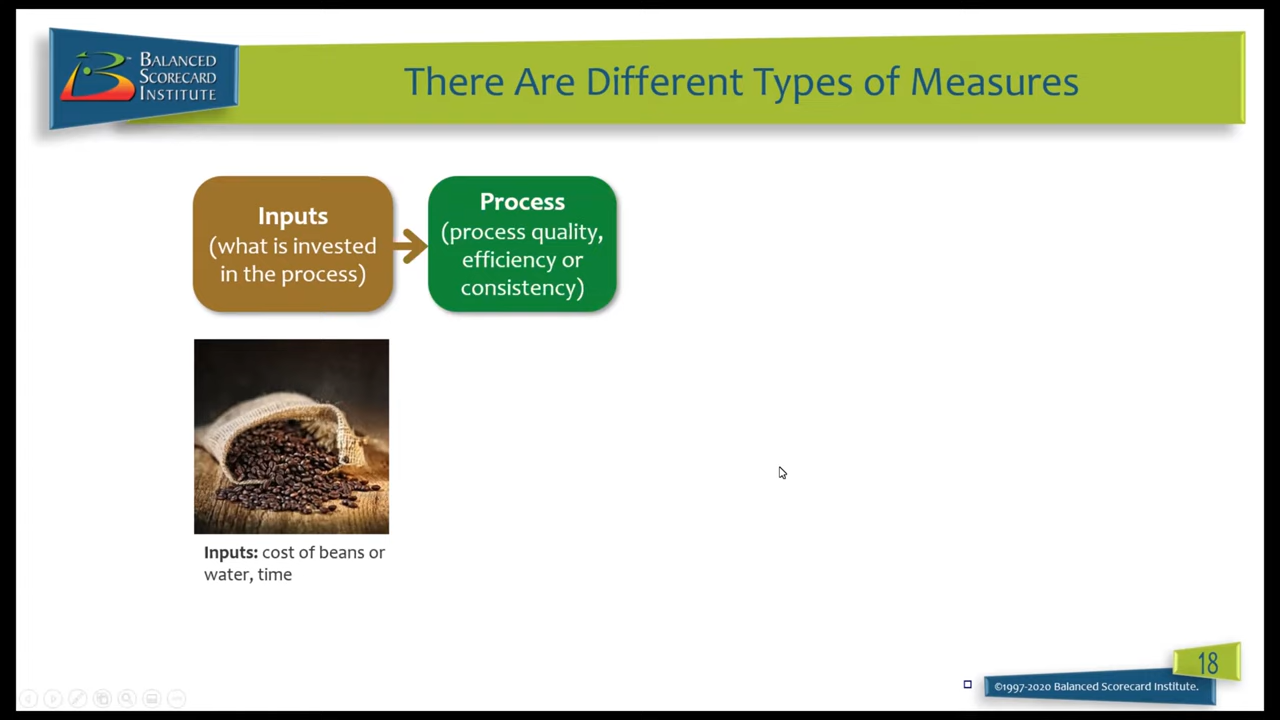 BALANCED
SCORECARD
INSTITUTE
There Are Different Types of Measures
Inputs
(what is invested
in the process)
Process
(process quality,
efficiency or
consistency)
Inputs: cost of beans or
water, time
18
©1997-2020 Balanced Scorecard Institute.